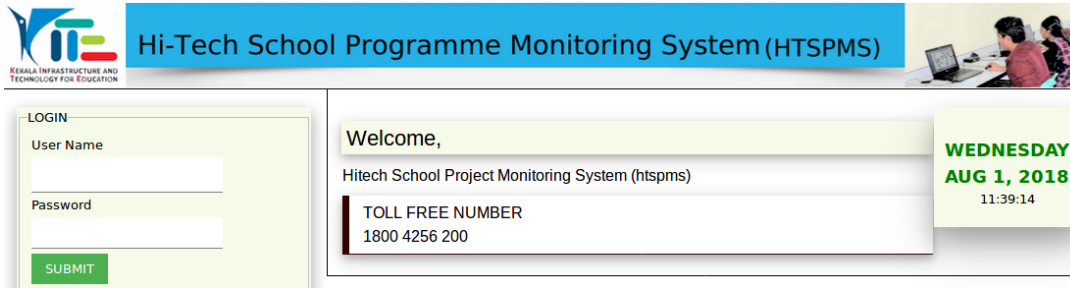 KITE
KERALA INFRASTRUCTURE AND
TECHNOLOGY FOR EDUCATION
Hi-Tech School Programme Monitoring System (HTSPMS)
LOGIN
User Name
Password
SUBMIT
Welcome,
Hitech School Project Monitoring System (htspms)
TOLL FREE NUMBER
1800 4256 200
WEDNESDAY
AUG 1, 2018
11:39:14